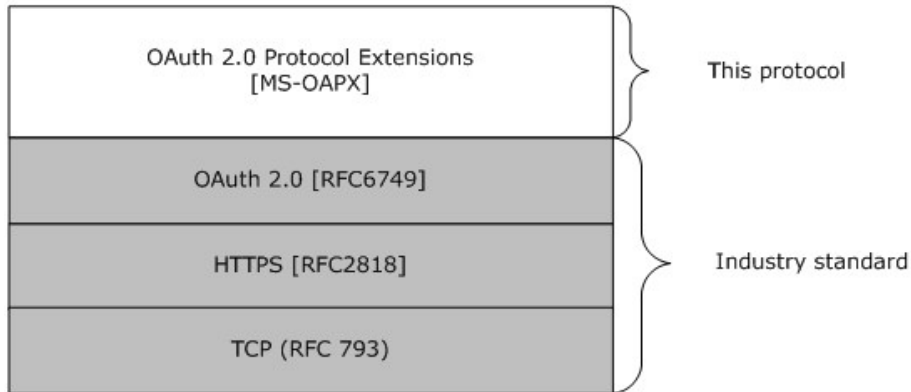 OAuth 2.0 Protocol Extensions
[MS-OAPX]
This protocol
OAuth 2.0 [RFC6749]
HTTPS [RFC2818]
Industry standard
TCP (RFC 793)